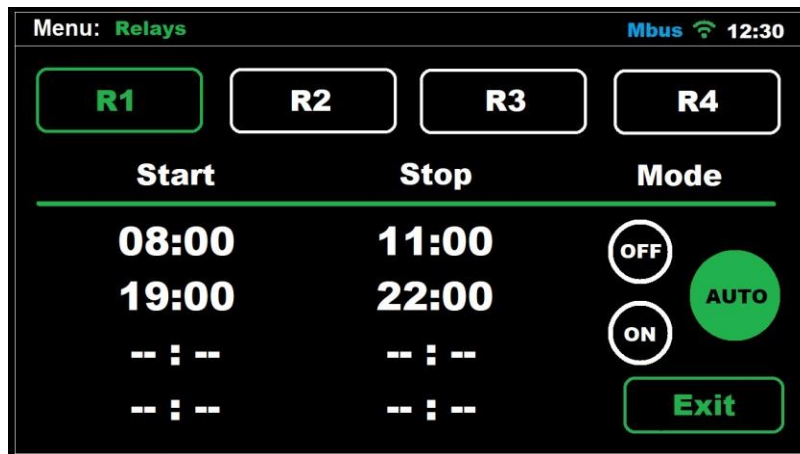 Menu: Relays Mbus 12:30
R1 R2 R3 R4
Start Stop Mode
08:00 11:00 OFF
19:00 22:00 AUTO
-- : -- -- : -- ON
-- : -- -- : -- Exit